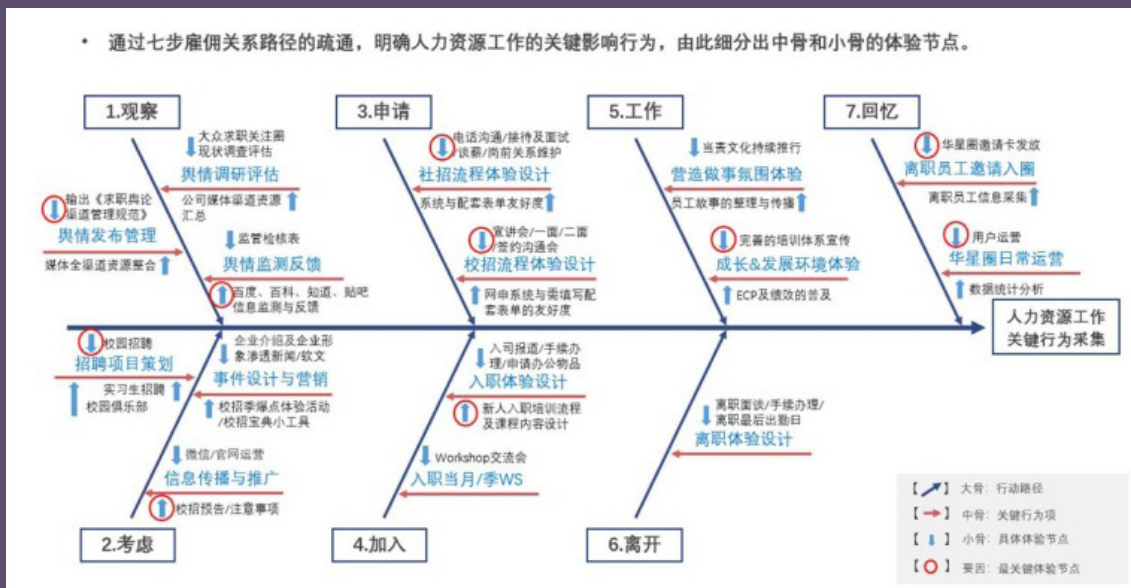 • 通过七步雇佣关系路径的疏通，明确人力资源工作的关键影响行为，由此细分出中骨和小骨的体验节点。
1.观察
大众求职关注圈
现状调查评估
舆情调研评估
公司媒体渠道资源
汇总
输出《求职舆论
渠道管理规范》
舆情发布管理
媒体全渠道资源整合
监管检核表
舆情监测反馈
百度、百科、知道、贴吧
信息监测与反馈
3.申请
电话沟通/接待及面试
/谈薪/岗前关系维护
社招流程体验设计
系统与配套表单友好度
宣讲会/一面/二面
/签约沟通会
校招流程体验设计
网申系统与需填写配
套表单的友好度
5.工作
当责文化持续推行
营造做事氛围体验
员工故事的整理与传播
完善的培训体系宣传
成长&发展环境体验
ECP及绩效的普及
7.回忆
华星圈邀请卡发放
离职员工邀请入圈
离职员工信息采集
用户运营
华星圈日常运营
数据统计分析
人力资源工作
关键行为采集
校园招聘
招聘项目策划
实习生招聘
校园俱乐部
企业介绍及企业形
象渗透新闻/软文
事件设计与营销
校招季爆点体验活动
/校招宝典小工具
微信/官网运营
信息传播与推广
校招预告/注意事项
2.考虑
入司报道/手续办
理/申请办公物品
入职体验设计
新人入职培训流程
及课程内容设计
Workshop交流会
入职当月/季WS
4.加入
离职面谈/手续办理/
离职最后出勤日
离职体验设计
6.离开
【 】 大骨：行动路径
【 】 中骨：关键行为项
【 】 小骨：具体体验节点
【 】 要因：最关键体验节点